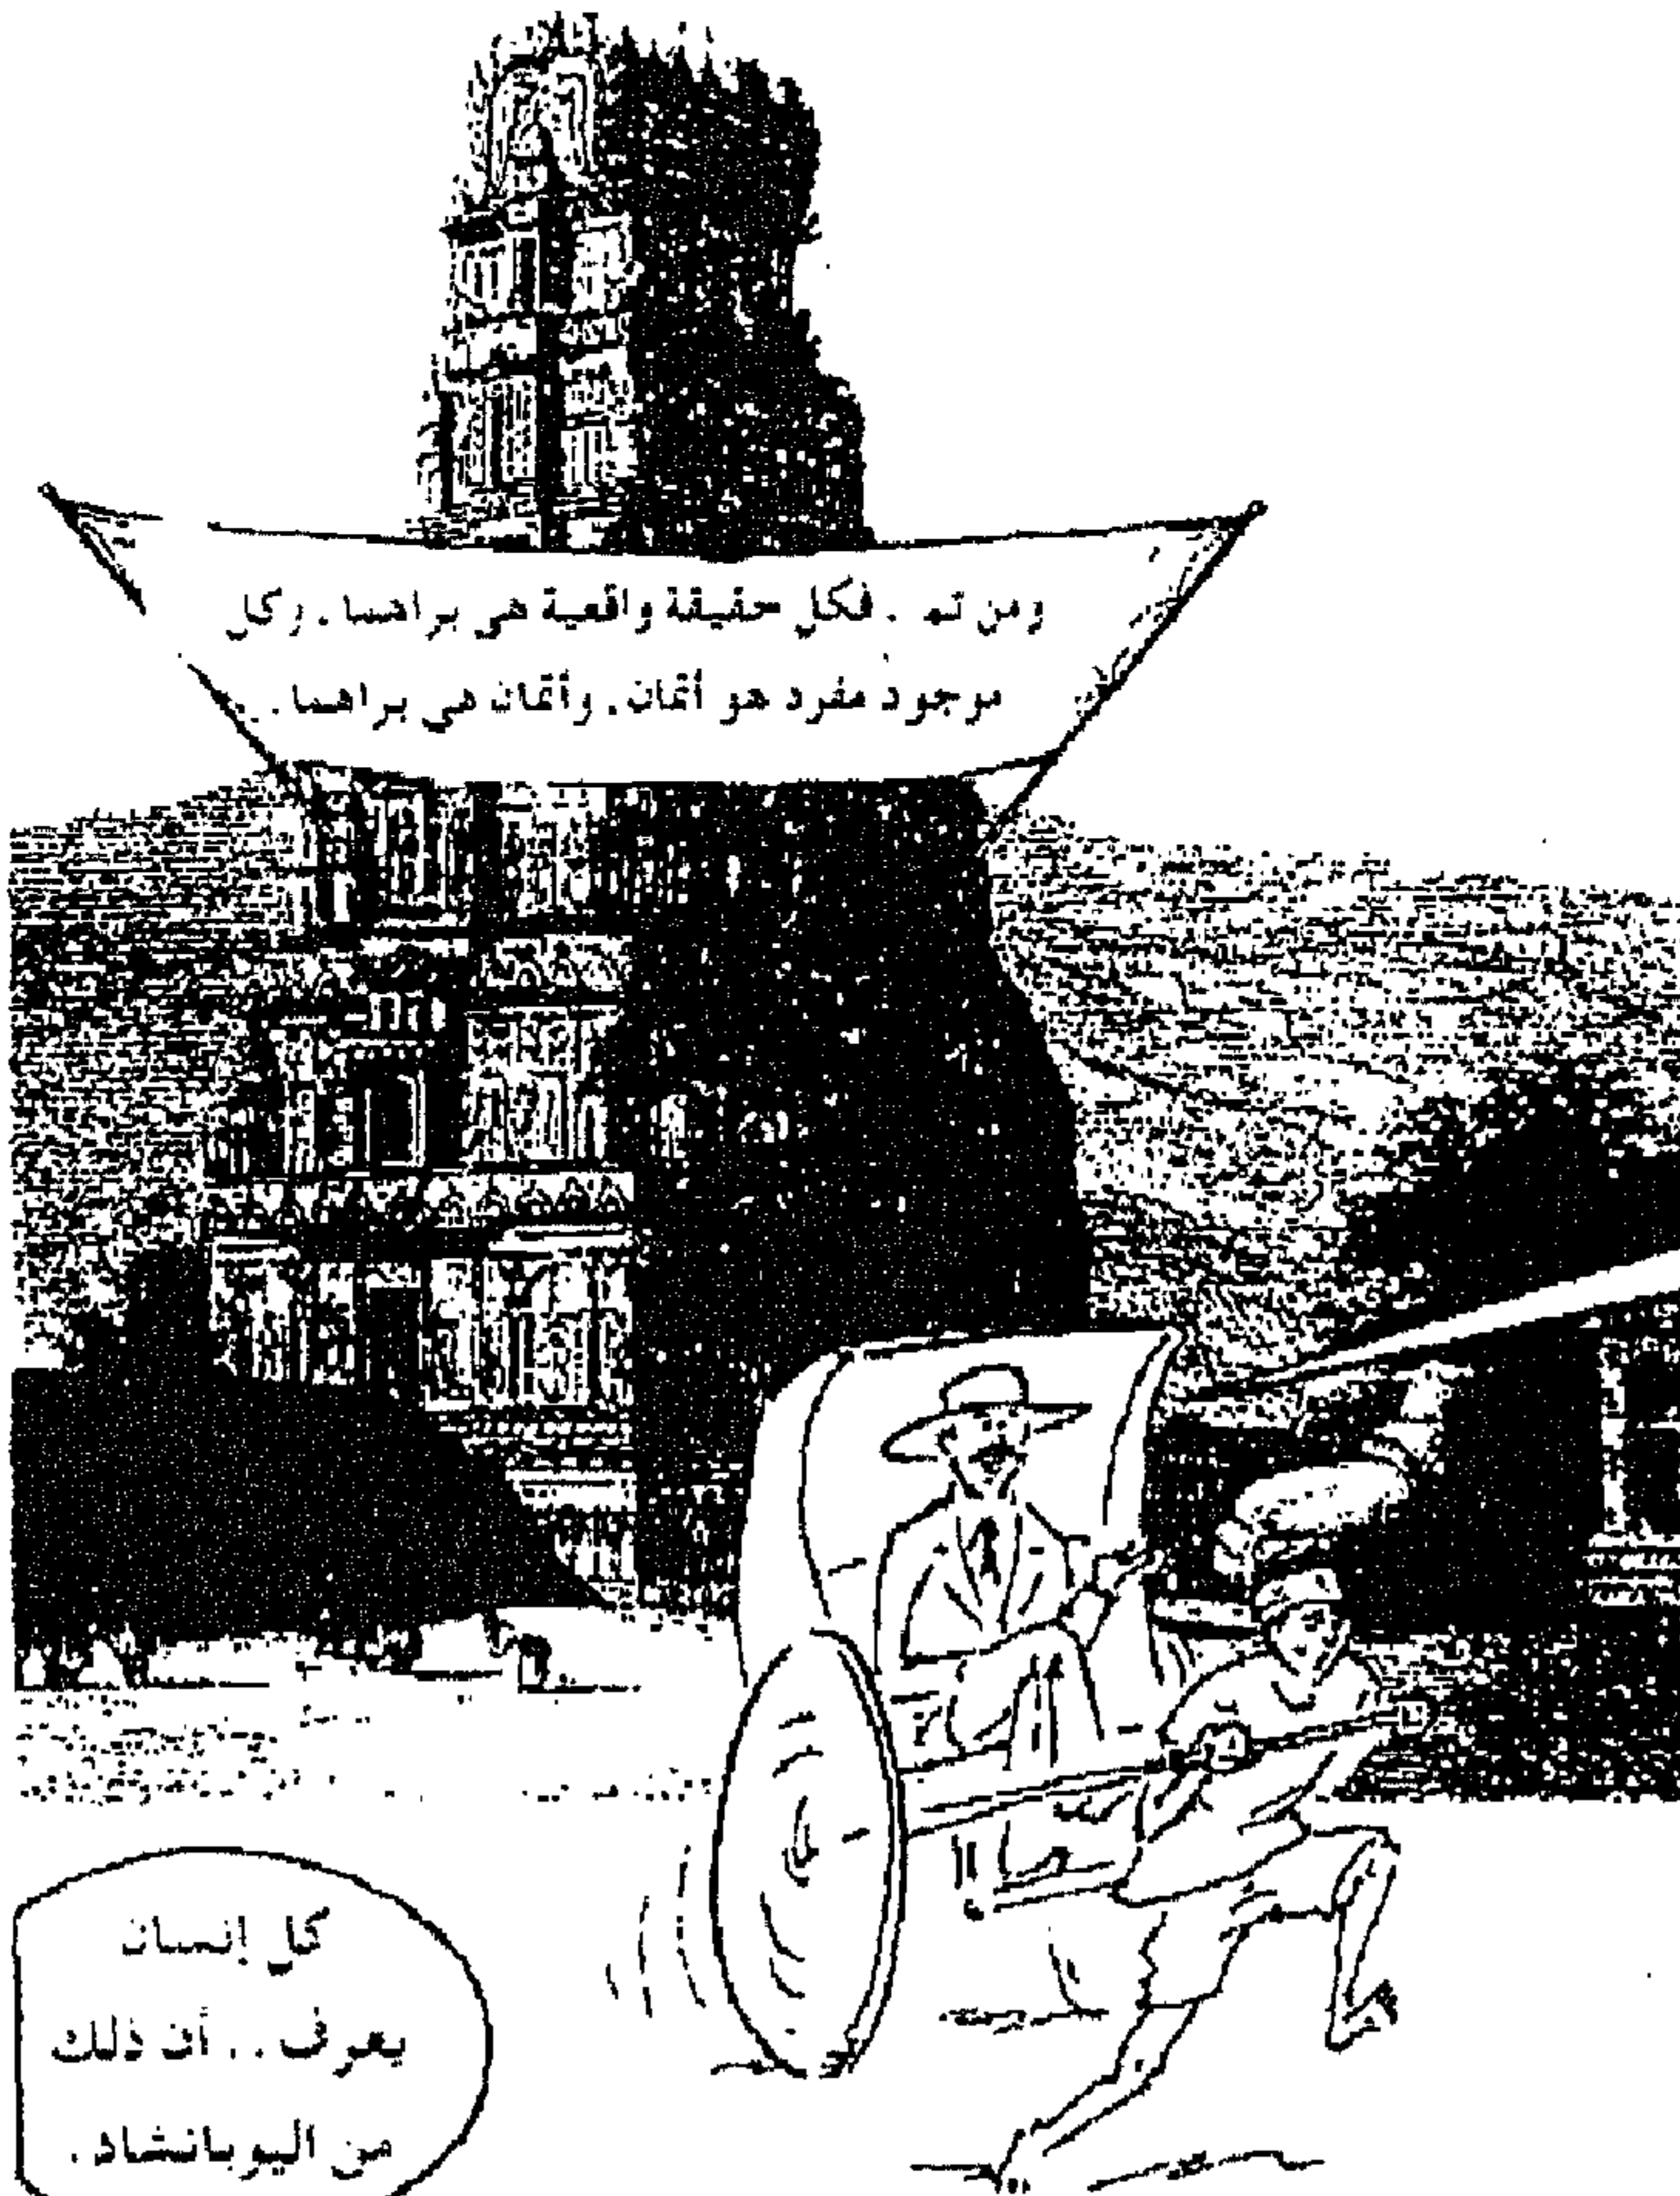 ومن ثم . فكل حقيقة واقعية هي براهما . وكل
موجود مفرد هو أتمان . وأتمان هي براهما .
كل إنسان
يعرف .. أن ذلك
من اليوبانشاد .